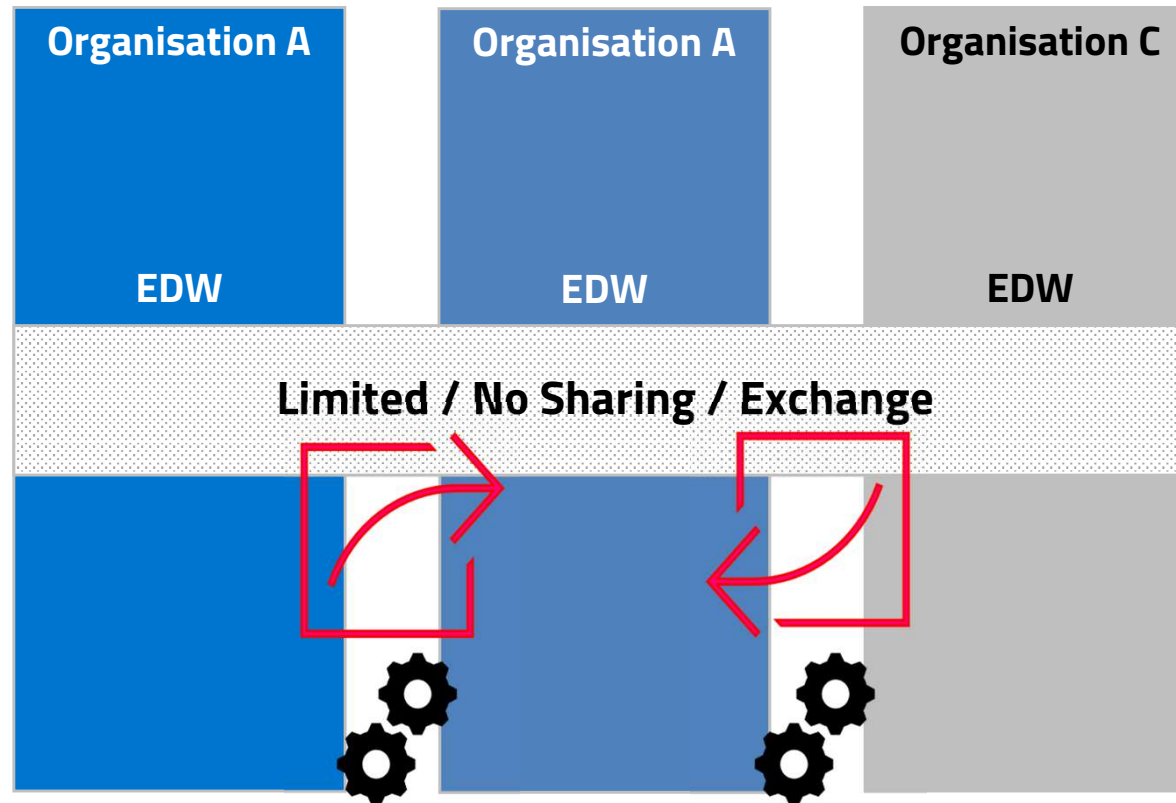 Organisation A
Organisation A
Organisation C
EDW
EDW
EDW
Limited / No Sharing / Exchange